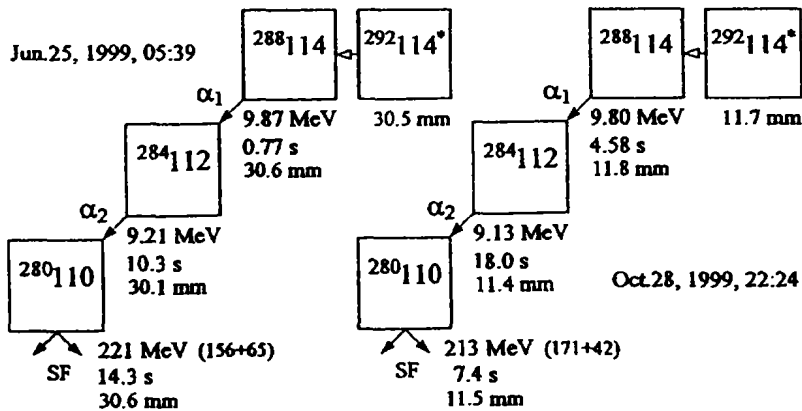 Jun.25, 1999, 05:39
²⁸⁸114
²⁹²114*
α₁
9.87 MeV
0.77 s
30.6 mm
30.5 mm
²⁸⁴112
α₂
9.21 MeV
10.3 s
30.1 mm
²⁸⁰110
SF
221 MeV (156+65)
14.3 s
30.6 mm
²⁸⁸114
²⁹²114*
α₁
9.80 MeV
4.58 s
11.8 mm
11.7 mm
²⁸⁴112
α₂
9.13 MeV
18.0 s
11.4 mm
Oct.28, 1999, 22:24
²⁸⁰110
SF
213 MeV (171+42)
7.4 s
11.5 mm